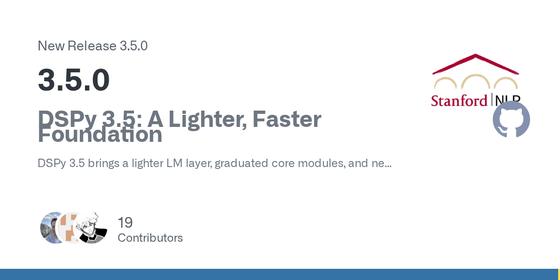 New Release 3.5.0
3.5.0
DSPy 3.5: A Lighter, Faster
Foundation
DSPy 3.5 brings a lighter LM layer, graduated core modules, and ne...
19
Contributors
Stanford NLP